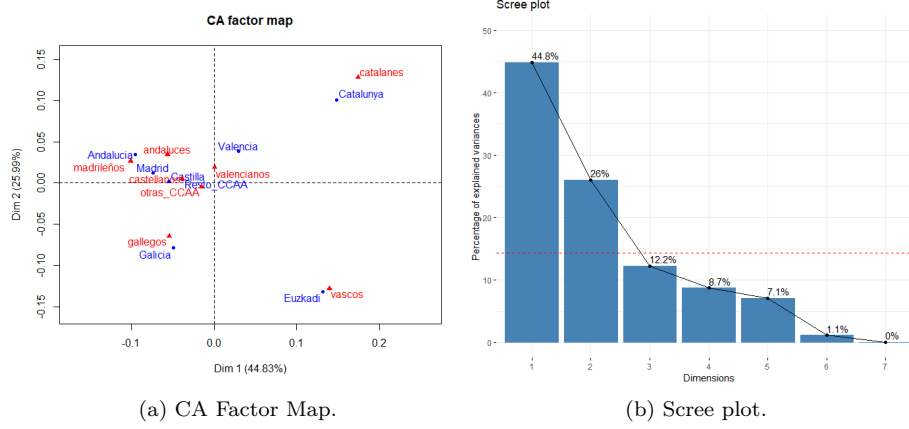 CA factor map
Dim 2 (25.99%)
0.15
0.10
0.05
0.00
-0.05
-0.10
-0.15
catalanes
Catalunya
Valencia
andaluces
Andalucia
madrileños
Madrid
valencianos
castellanos
Castilla
Resto_CCAA
otras_CCAA
gallegos
Galicia
Euzkadi
vascos
-0.1 0.0 0.1 0.2
Dim 1 (44.83%)
(a) CA Factor Map.
Scree plot
Percentage of explained variances
50
40
30
20
10
0
44.8%
26%
12.2%
8.7%
7.1%
1.1%
0%
1 2 3 4 5 6 7
Dimensions
(b) Scree plot.